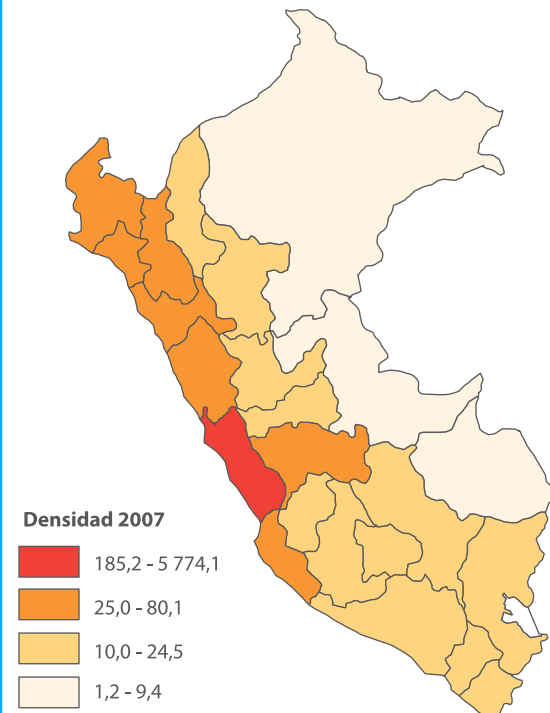 Densidad 2007
185,2 - 5 774,1
25,0 - 80,1
10,0 - 24,5
1,2 - 9,4